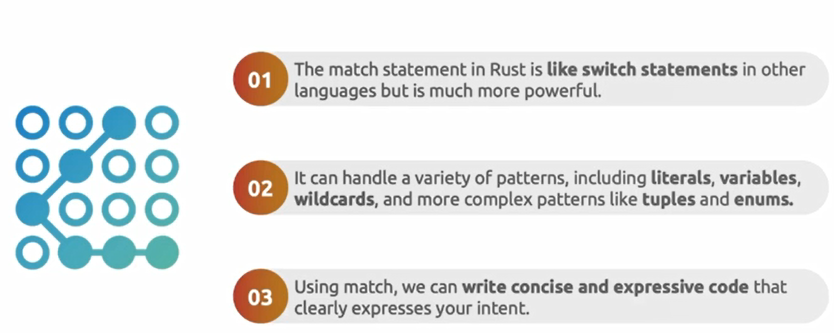 01
The match statement in Rust is like switch statements in other
languages but is much more powerful.
02
It can handle a variety of patterns, including literals, variables,
wildcards, and more complex patterns like tuples and enums.
03
Using match, we can write concise and expressive code that
clearly expresses your intent.